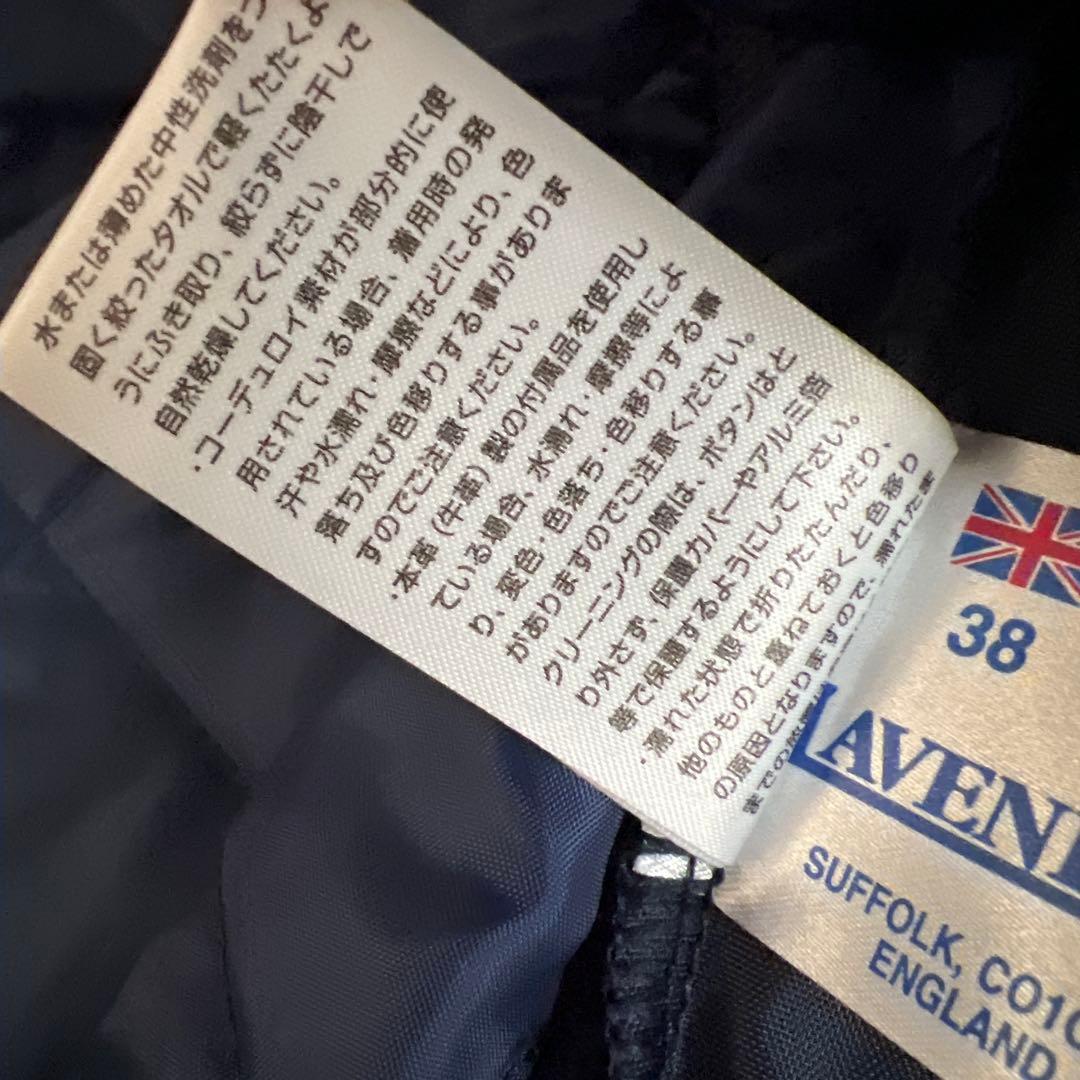 水または薄めた中性洗剤をつ
固く絞ったタオルで軽くたたくよ
うにふき取り、絞らずに陰干しで
自然乾燥してください。
・コーデュロイ素材が部分的に使
用されている場合、着用時の発
汗や水濡れ・摩擦などにより、色
落ち及び色移りする事がありま
すのでご注意ください。
・本革(牛革)製の付属品を使用し
ている場合、水濡れ・摩擦等によ
り、変色・色落ち・色移りする事
がありますのでご注意ください。
クリーニングの際は、ボタンはと
り外さず、保護カバーやアルミ箔
等で保護するようにして下さい。
・濡れた状態で折りたたんだり、
他のものと重ねておくと色移り
の原因となりますので、濡れたま
までの
38
LAVEN
SUFFOLK, CO10
ENGLAND